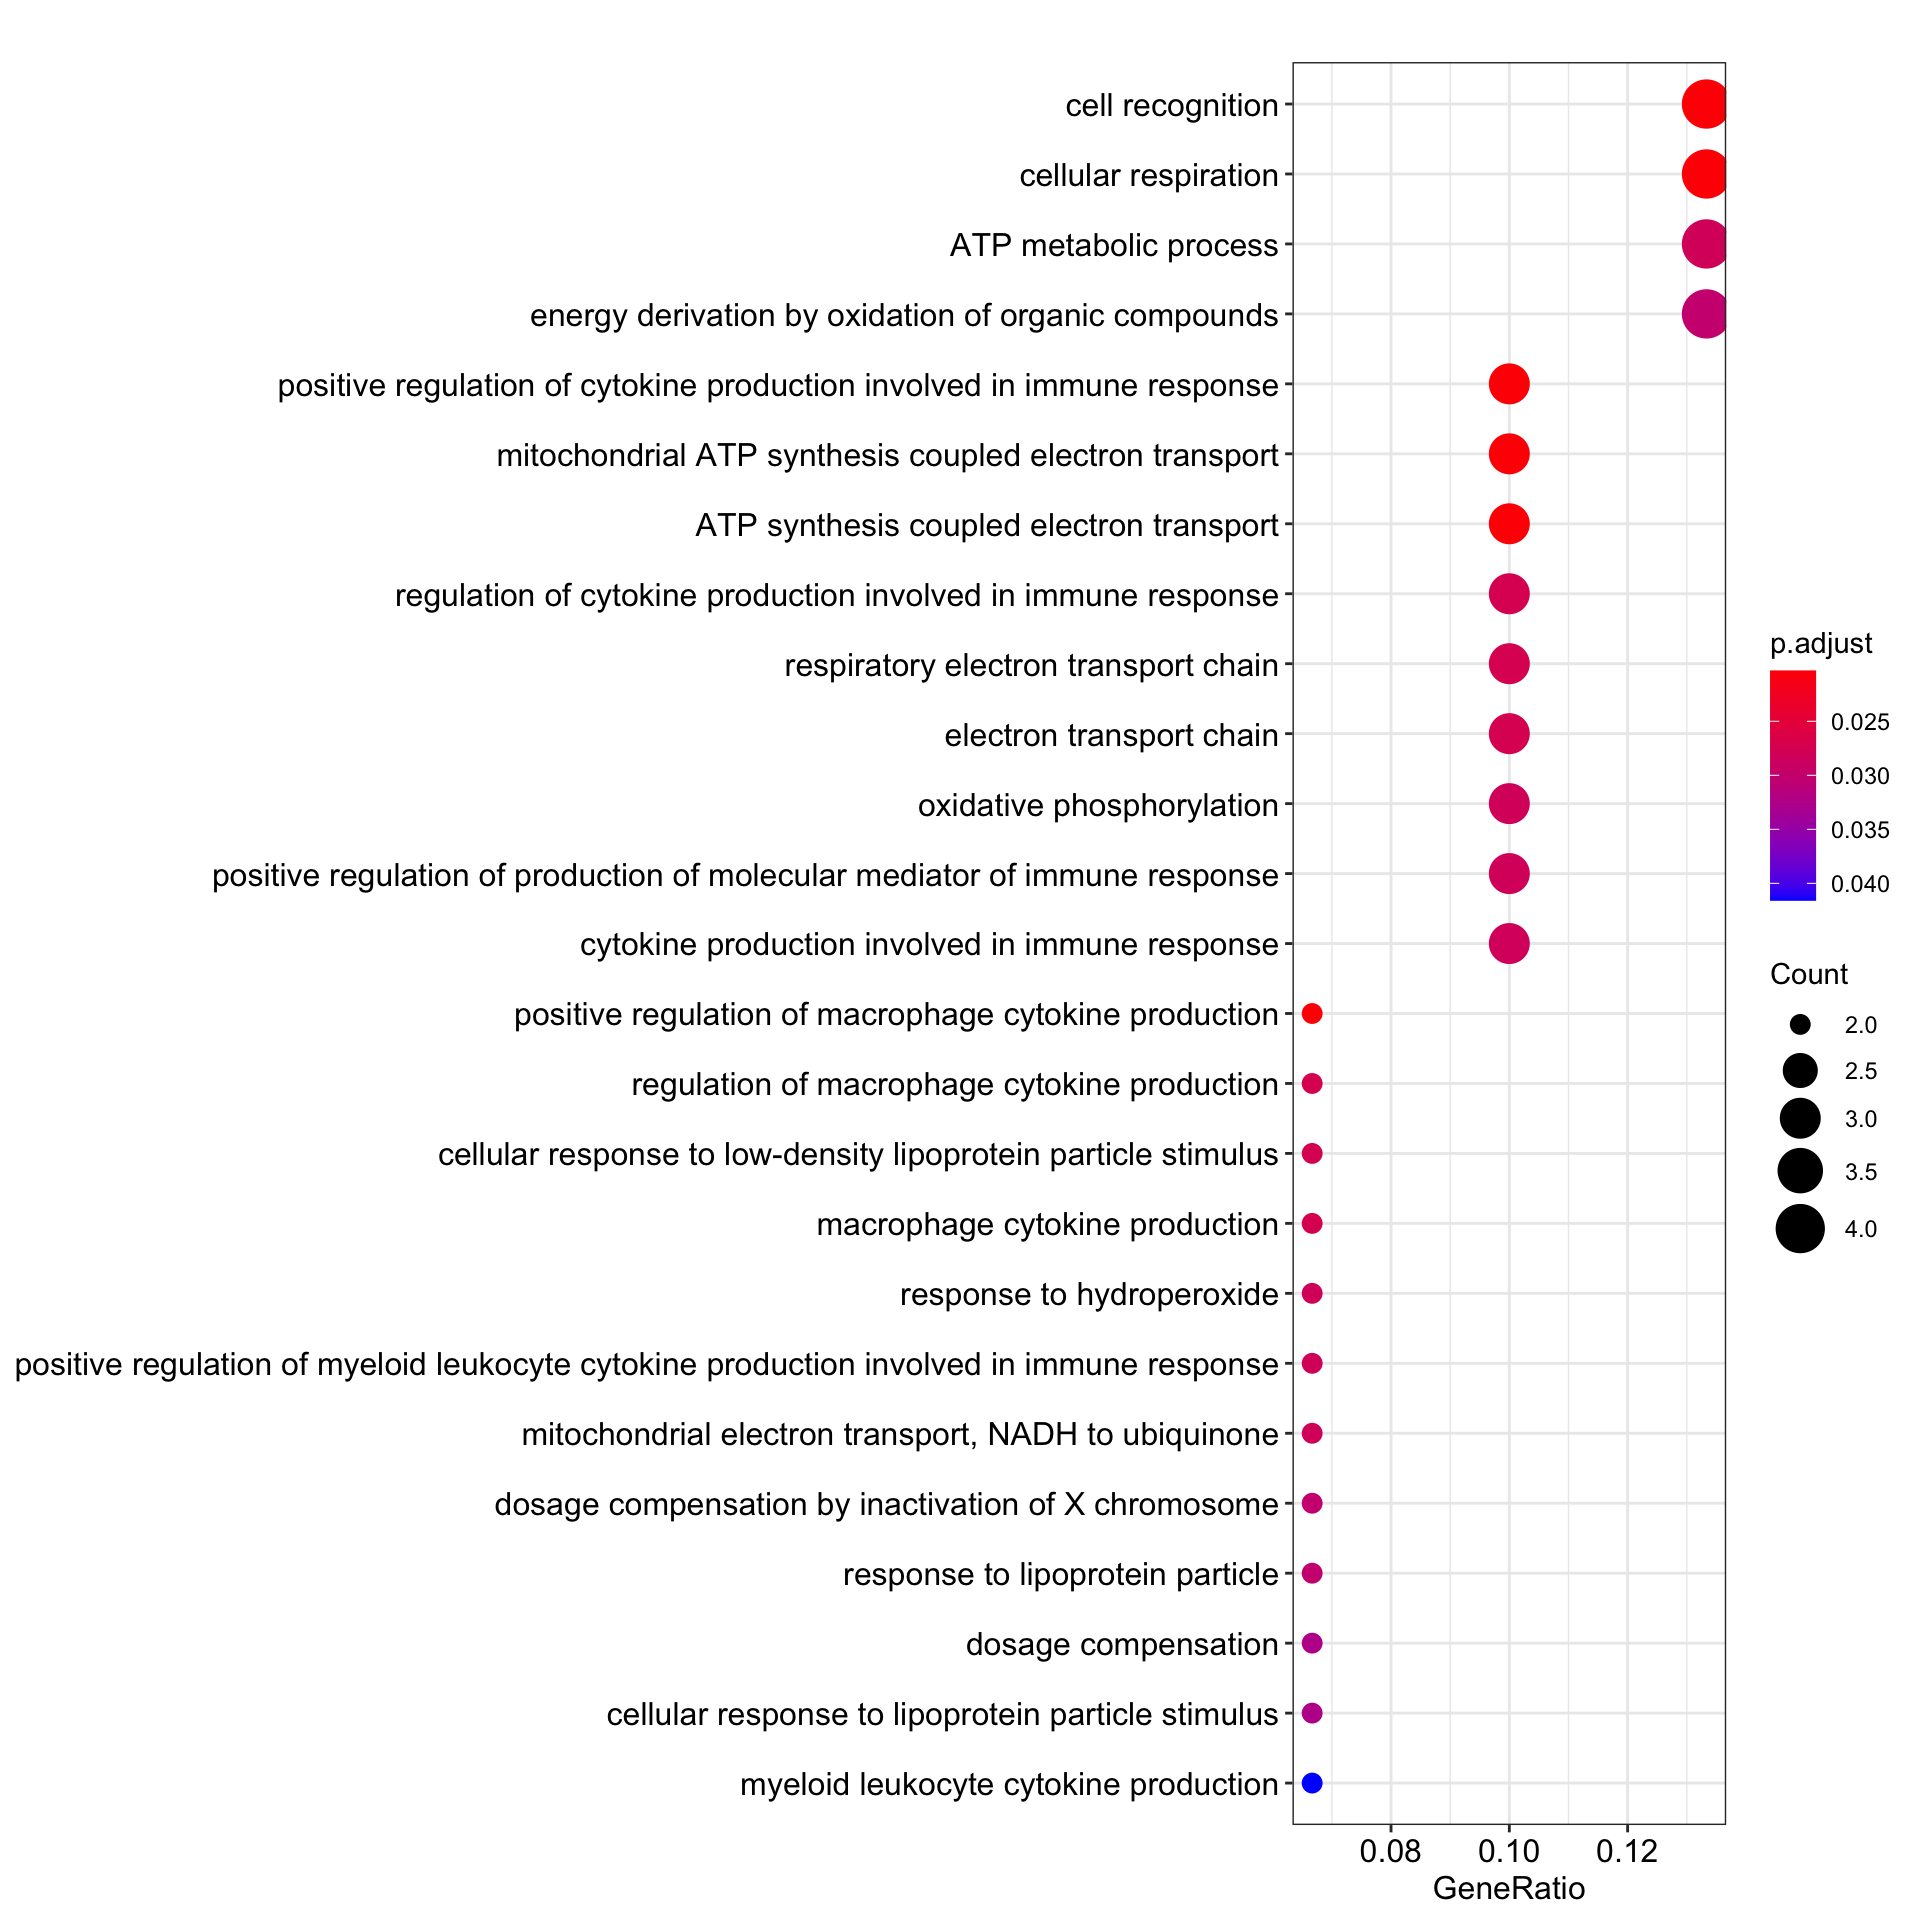 cell recognition
cellular respiration
ATP metabolic process
energy derivation by oxidation of organic compounds
positive regulation of cytokine production involved in immune response
mitochondrial ATP synthesis coupled electron transport
ATP synthesis coupled electron transport
regulation of cytokine production involved in immune response
respiratory electron transport chain
electron transport chain
oxidative phosphorylation
positive regulation of production of molecular mediator of immune response
cytokine production involved in immune response
positive regulation of macrophage cytokine production
regulation of macrophage cytokine production
cellular response to low-density lipoprotein particle stimulus
macrophage cytokine production
response to hydroperoxide
positive regulation of myeloid leukocyte cytokine production involved in immune response
mitochondrial electron transport, NADH to ubiquinone
dosage compensation by inactivation of X chromosome
response to lipoprotein particle
dosage compensation
cellular response to lipoprotein particle stimulus
myeloid leukocyte cytokine production
0.08 0.10 0.12
GeneRatio
p.adjust
0.025
0.030
0.035
0.040
Count
2.0
2.5
3.0
3.5
4.0